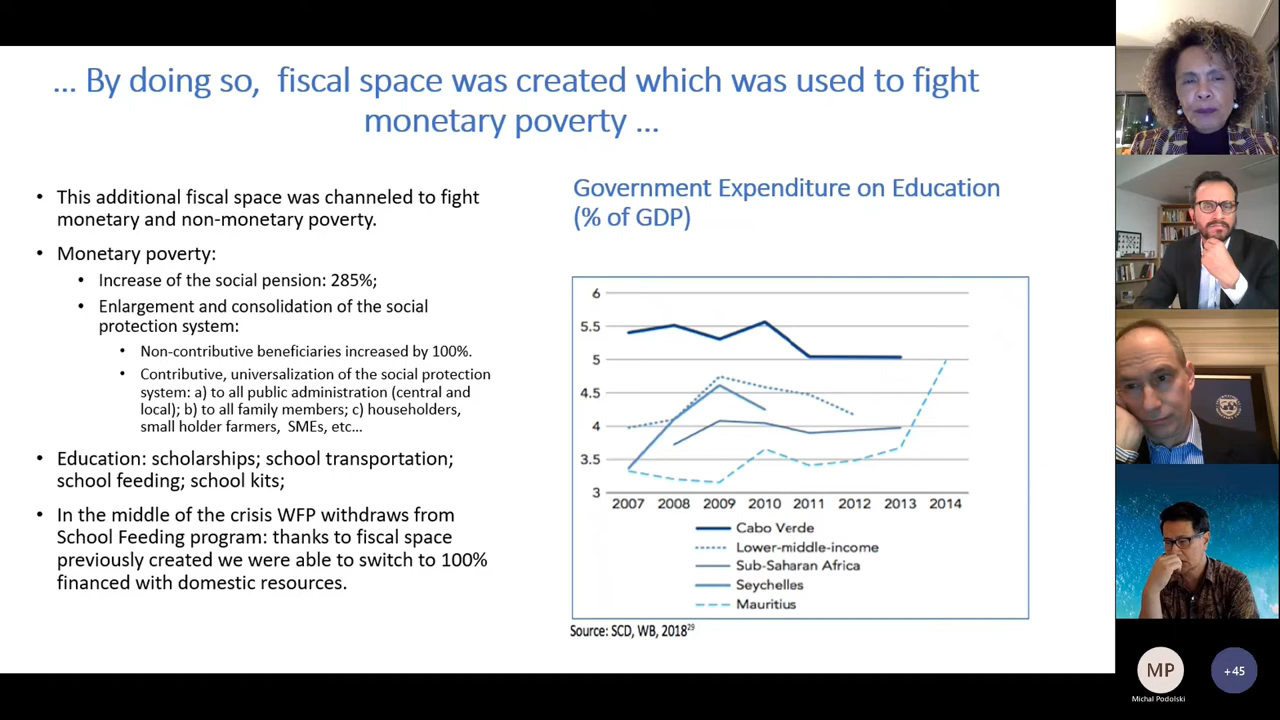 ... By doing so,  fiscal space was created which was used to fight
monetary poverty ...
• This additional fiscal space was channeled to fight
monetary and non-monetary poverty.
• Monetary poverty:
• Increase of the social pension: 285%;
• Enlargement and consolidation of the social
protection system:
• Non-contributive beneficiaries increased by 100%.
• Contributive, universalization of the social protection
system: a) to all public administration (central and
local); b) to all family members; c) householders,
small holder farmers,  SMEs, etc...
• Education: scholarships; school transportation;
school feeding; school kits;
• In the middle of the crisis WFP withdraws from
School Feeding program: thanks to fiscal space
previously created we were able to switch to 100%
financed with domestic resources.
Government Expenditure on Education
(% of GDP)
6
5.5
5
4.5
4
3.5
3
2007 2008 2009 2010 2011 2012 2013 2014
Cabo Verde
Lower-middle-income
Sub-Saharan Africa
Seychelles
Mauritius
Source: SCD, WB, 2018²⁹
MP
Michal Podolski
+45